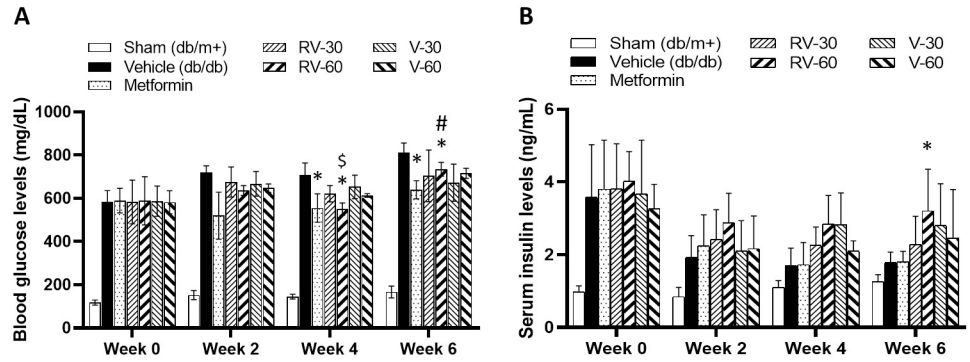 A
Sham (db/m+)
RV-30
V-30
Vehicle (db/db)
RV-60
V-60
Metformin
Blood glucose levels (mg/dL)
1000
800
600
400
200
0
*
$
*
*
#
*
Week 0
Week 2
Week 4
Week 6
B
Sham (db/m+)
RV-30
V-30
Vehicle (db/db)
RV-60
V-60
Metformin
Serum insulin levels (ng/mL)
6
4
2
0
*
Week 0
Week 2
Week 4
Week 6